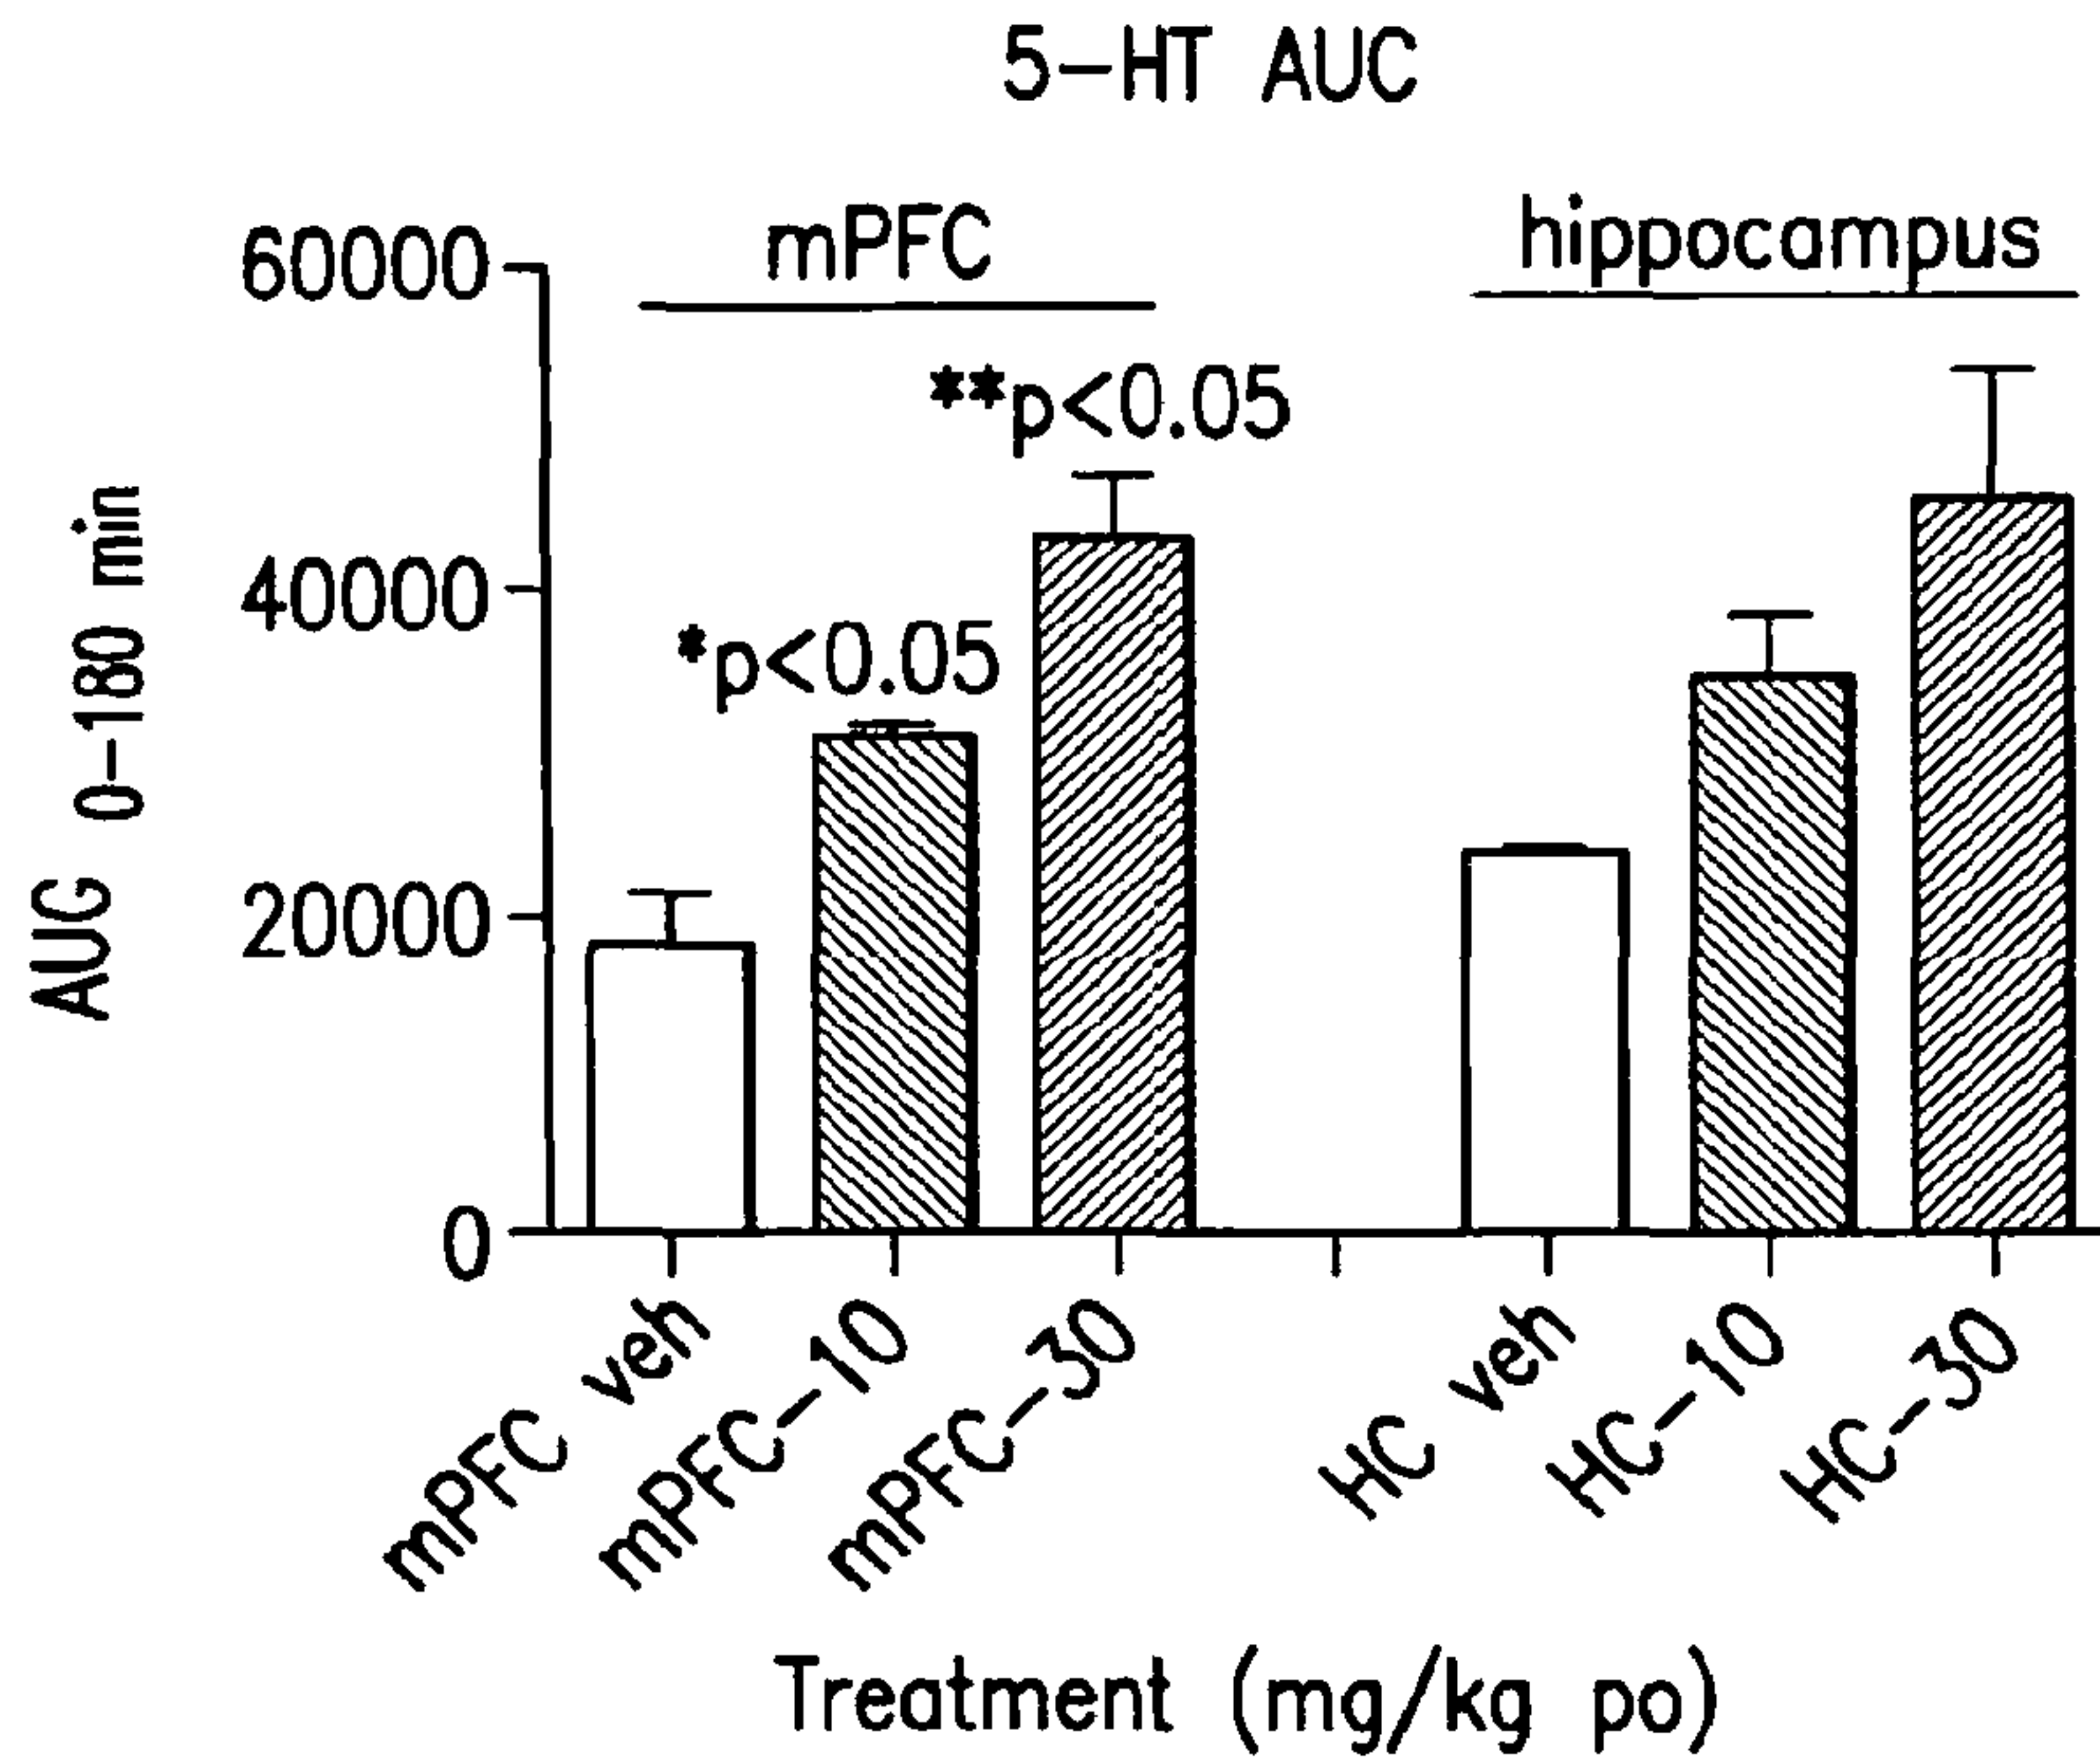 5-HT AUC
mPFC
hippocampus
60000
40000
20000
0
AUC 0-180 min
**p<0.05
*p<0.05
mPFC veh
mPFC-10
mPFC-30
HC veh
HC-10
HC-30
Treatment (mg/kg po)